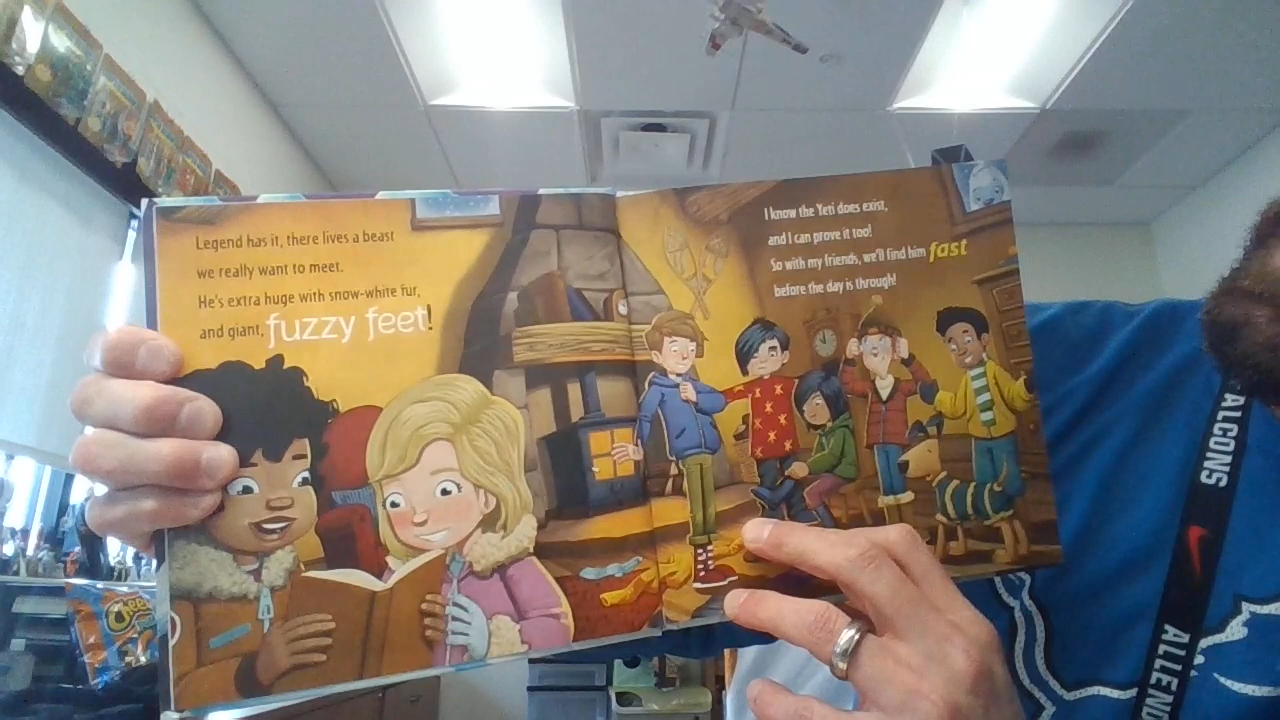 Legend has it, there lives a beast
we really want to meet.
He's extra huge with snow-white fur,
and giant, fuzzy feet!
I know the Yeti does exist,
and I can prove it too!
So with my friends, we'll find him fast
before the day is through!
ALCONS
ALLEN
Chee